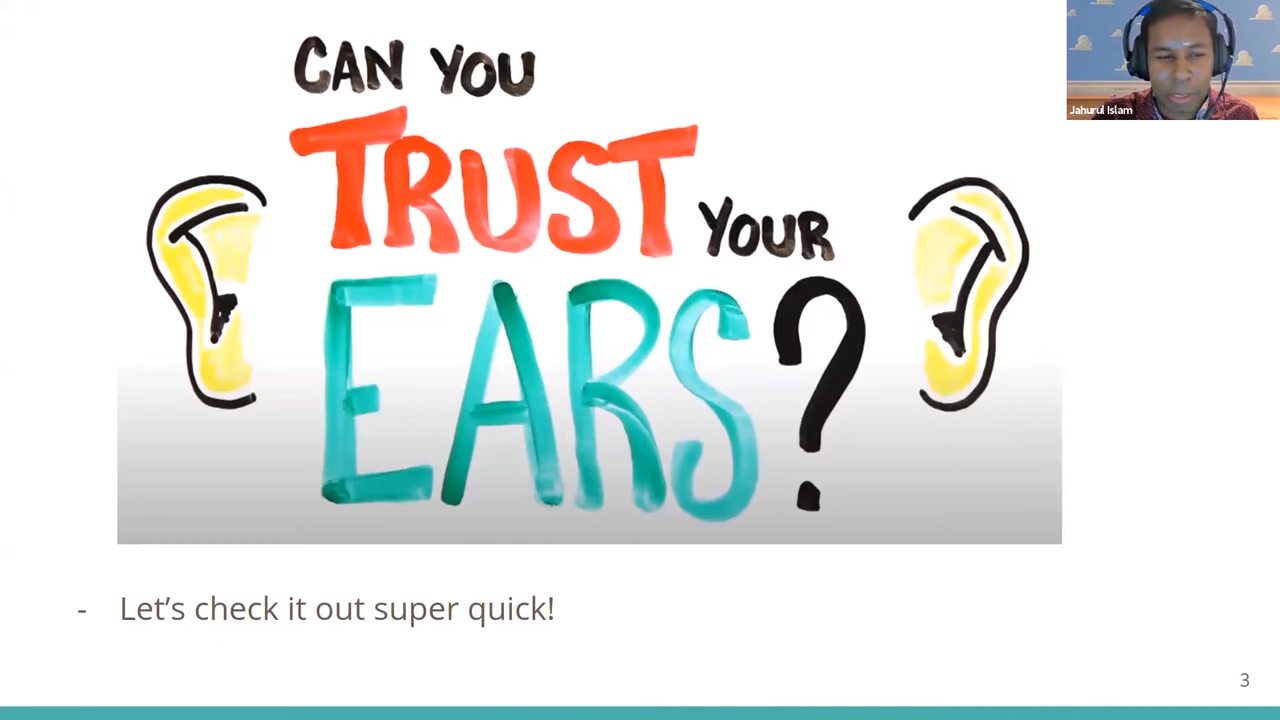 CAN YOU
TRUST YOUR
EARS?
Jahurul Islam
- Let’s check it out super quick!
3